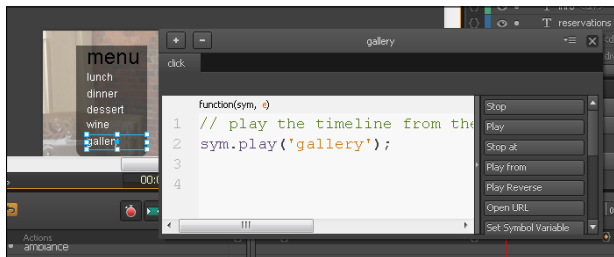 T reservations
gallery
click
menu
lunch
dinner
dessert
wine
gallery
function(sym, e)
1 // play the timeline from the
2 sym.play('gallery');
3
4
Stop
Play
Stop at
Play from
Play Reverse
Open URL
Set Symbol Variable
Actions
ambiance